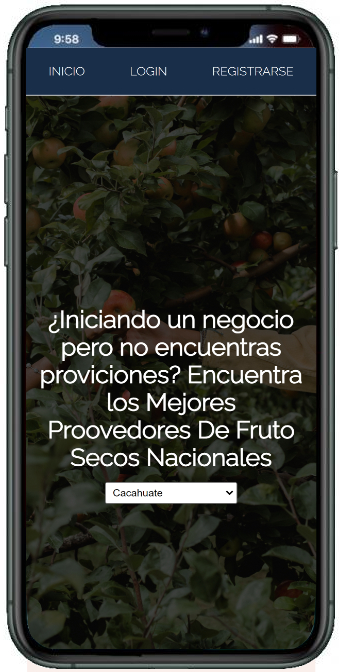 9:58
INICIO LOGIN REGISTRARSE
¿Iniciando un negocio
pero no encuentras
proviciones? Encuentra
los Mejores
Proovedores De Fruto
Secos Nacionales
Cacahuate